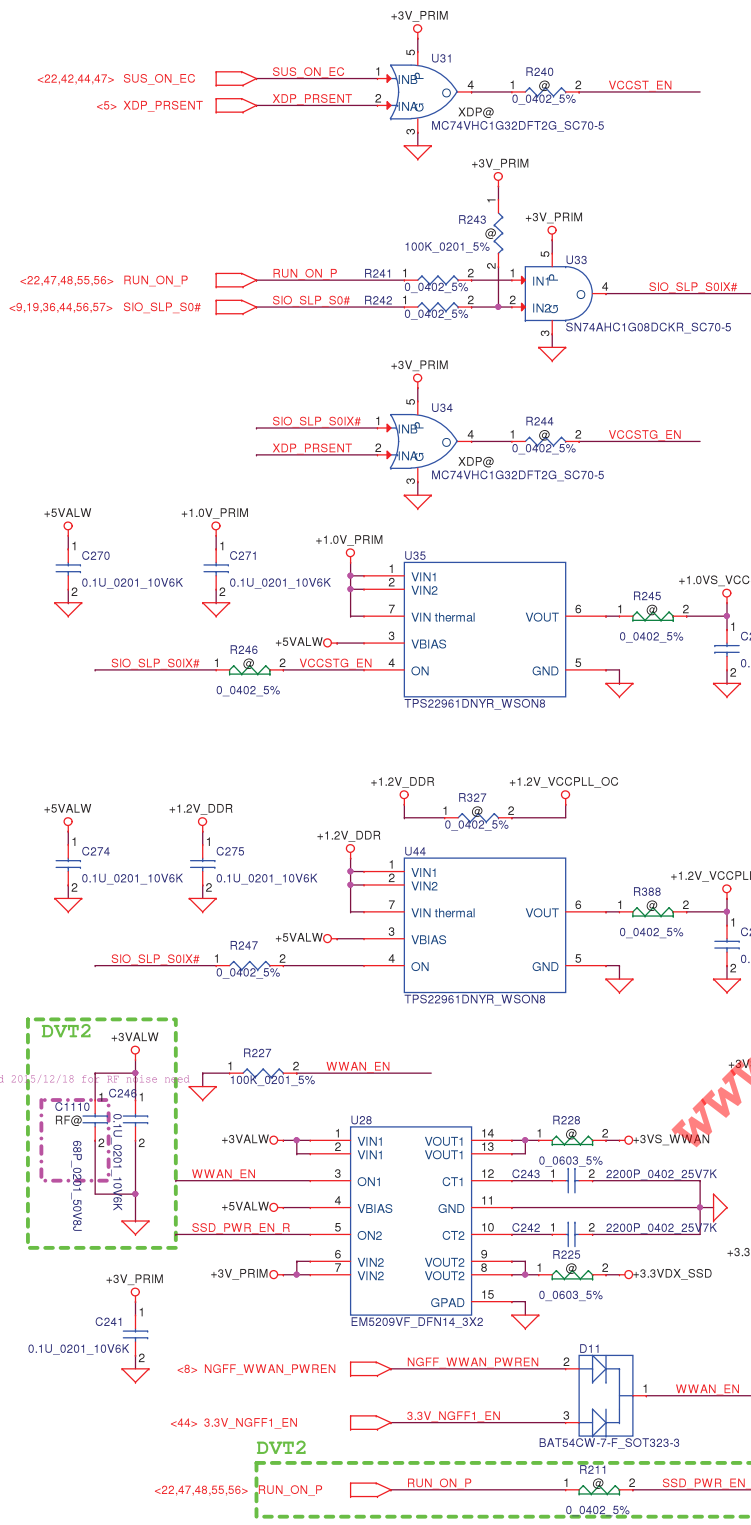 +3V_PRIM
5
U31
<22,42,44,47> SUS_ON_EC SUS_ON_EC 1 INB P 4 1 R240 @ 2 VCCST_EN
0_0402_5%
<5> XDP_PRSENT XDP_PRSENT 2 INA G O XDP@
3 MC74VHC1G32DFT2G_SC70-5
+3V_PRIM
1
R243 +3V_PRIM
@
100K_0201_5% 5
2 U33
<22,47,48,55,56> RUN_ON_P RUN_ON_P R241 1 2 1 IN1 P
0_0402_5% O 4 SIO_SLP_S0IX#
<9,19,36,44,56,57> SIO_SLP_S0# SIO_SLP_S0# R242 1 2 2 IN2 G
0_0402_5% 3 SN74AHC1G08DCKR_SC70-5
+3V_PRIM
5
U34
SIO_SLP_S0IX# 1 INB P 4 1 R244 @ 2 VCCSTG_EN
0_0402_5%
XDP_PRSENT 2 INA G O XDP@
3 MC74VHC1G32DFT2G_SC70-5
+5VALW +1.0V_PRIM
1 C270 1 C271 +1.0V_PRIM U35
0.1U_0201_10V6K 0.1U_0201_10V6K 1 VIN1
2 2 2 VIN2
+1.0VS_VCC
7 VIN thermal VOUT 6 1 R245 @ 2
0_0402_5% 1
+5VALW 3 VBIAS
2
SIO_SLP_S0IX# 1 R246 @ 2 VCCSTG_EN 4 ON GND 5
0_0402_5%
TPS22961DNYR_WSON8
+1.2V_DDR +1.2V_VCCPLL_OC
1 R327 @ 2
0_0402_5%
+5VALW +1.2V_DDR
+1.2V_DDR
1 C274 1 C275 U44
0.1U_0201_10V6K 0.1U_0201_10V6K 1 VIN1
2 2 2 VIN2
+1.2V_VCCPLL
7 VIN thermal VOUT 6 1 R388 @ 2
0_0402_5% 1
+5VALW 3 VBIAS
2
SIO_SLP_S0IX# 1 R247 2 4 ON GND 5
0_0402_5%
TPS22961DNYR_WSON8
DVT2
+3VALW
1 R227 2 WWAN_EN
100K_0201_5%
d 2015/12/18 for RF noise need
C1110 1 C246 1
RF@
68P_0201_50V8J 0.1U_0201_10V6K
2 2
U28
+3VALW 1 VIN1 VOUT1 14 1 R228 @ 2 +3VS_WWAN
2 VIN1 VOUT1 13 0_0603_5%
WWAN_EN 3 ON1 CT1 12 C243 1 2 2200P_0402_25V7K
+5VALW 4 VBIAS GND 11
SSD_PWR_EN_R 5 ON2 CT2 10 C242 1 2 2200P_0402_25V7K
6 VIN2 VOUT2 9
+3V_PRIM 7 VIN2 VOUT2 8 1 R225 @ 2 +3.3VDX_SSD
0_0603_5%
GPAD 15
EM5209VF_DFN14_3X2
+3V_PRIM
1
C241
0.1U_0201_10V6K
2
D11
<8> NGFF_WWAN_PWREN NGFF_WWAN_PWREN 2
1 WWAN_EN
<44> 3.3V_NGFF1_EN 3.3V_NGFF1_EN 3
BAT54CW-7-F_SOT323-3
DVT2
<22,47,48,55,56> RUN_ON_P RUN_ON_P 1 R211 @ 2 SSD_PWR_EN
0_0402_5%